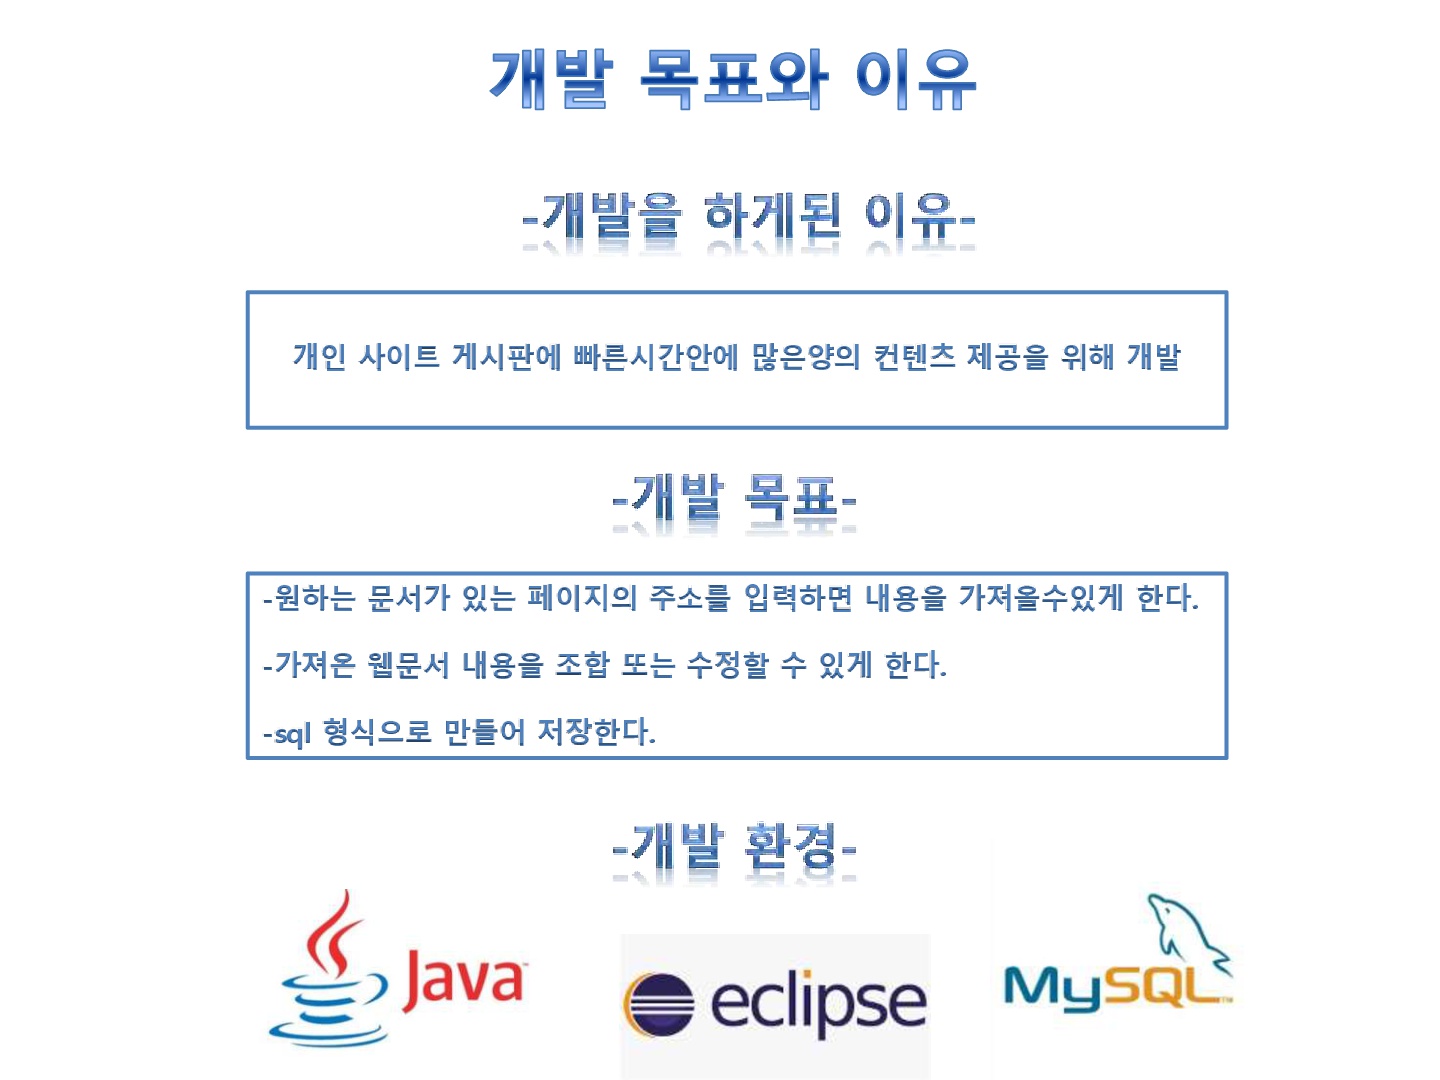 개발 목표와 이유
-개발을 하게된 이유-
개인 사이트 게시판에 빠른시간안에 많은양의 컨텐츠 제공을 위해 개발
-개발 목표-
-원하는 문서가 있는 페이지의 주소를 입력하면 내용을 가져올수있게 한다.
-가져온 웹문서 내용을 조합 또는 수정할 수 있게 한다.
-sql 형식으로 만들어 저장한다.
-개발 환경-
Java™
eclipse
MySQL™